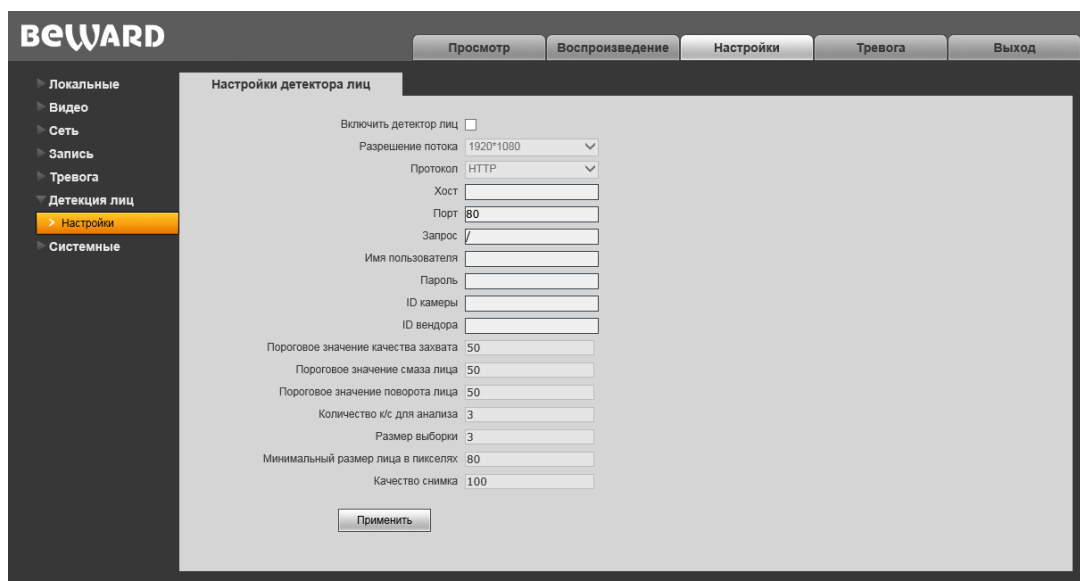 BEWARD
Просмотр Воспроизведение Настройки Тревога Выход
Локальные
Видео
Сеть
Запись
Тревога
Детекция лиц
> Настройки
Системные
Настройки детектора лиц
Включить детектор лиц
Разрешение потока 1920*1080
Протокол HTTP
Хост
Порт 80
Запрос /
Имя пользователя
Пароль
ID камеры
ID вендора
Пороговое значение качества захвата 50
Пороговое значение смаза лица 50
Пороговое значение поворота лица 50
Количество к/с для анализа 3
Размер выборки 3
Минимальный размер лица в пикселях 80
Качество снимка 100
Применить